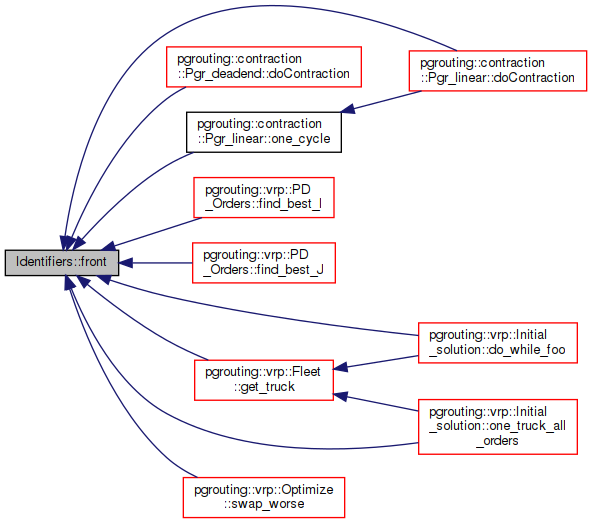 pgrouting::contraction
::Pgr_deadend::doContraction
pgrouting::contraction
::Pgr_linear::doContraction
pgrouting::contraction
::Pgr_linear::one_cycle
pgrouting::vrp::PD
_Orders::find_best_I
Identifiers::front
pgrouting::vrp::PD
_Orders::find_best_J
pgrouting::vrp::Initial
_solution::do_while_foo
pgrouting::vrp::Fleet
::get_truck
pgrouting::vrp::Initial
_solution::one_truck_all
_orders
pgrouting::vrp::Optimize
::swap_worse